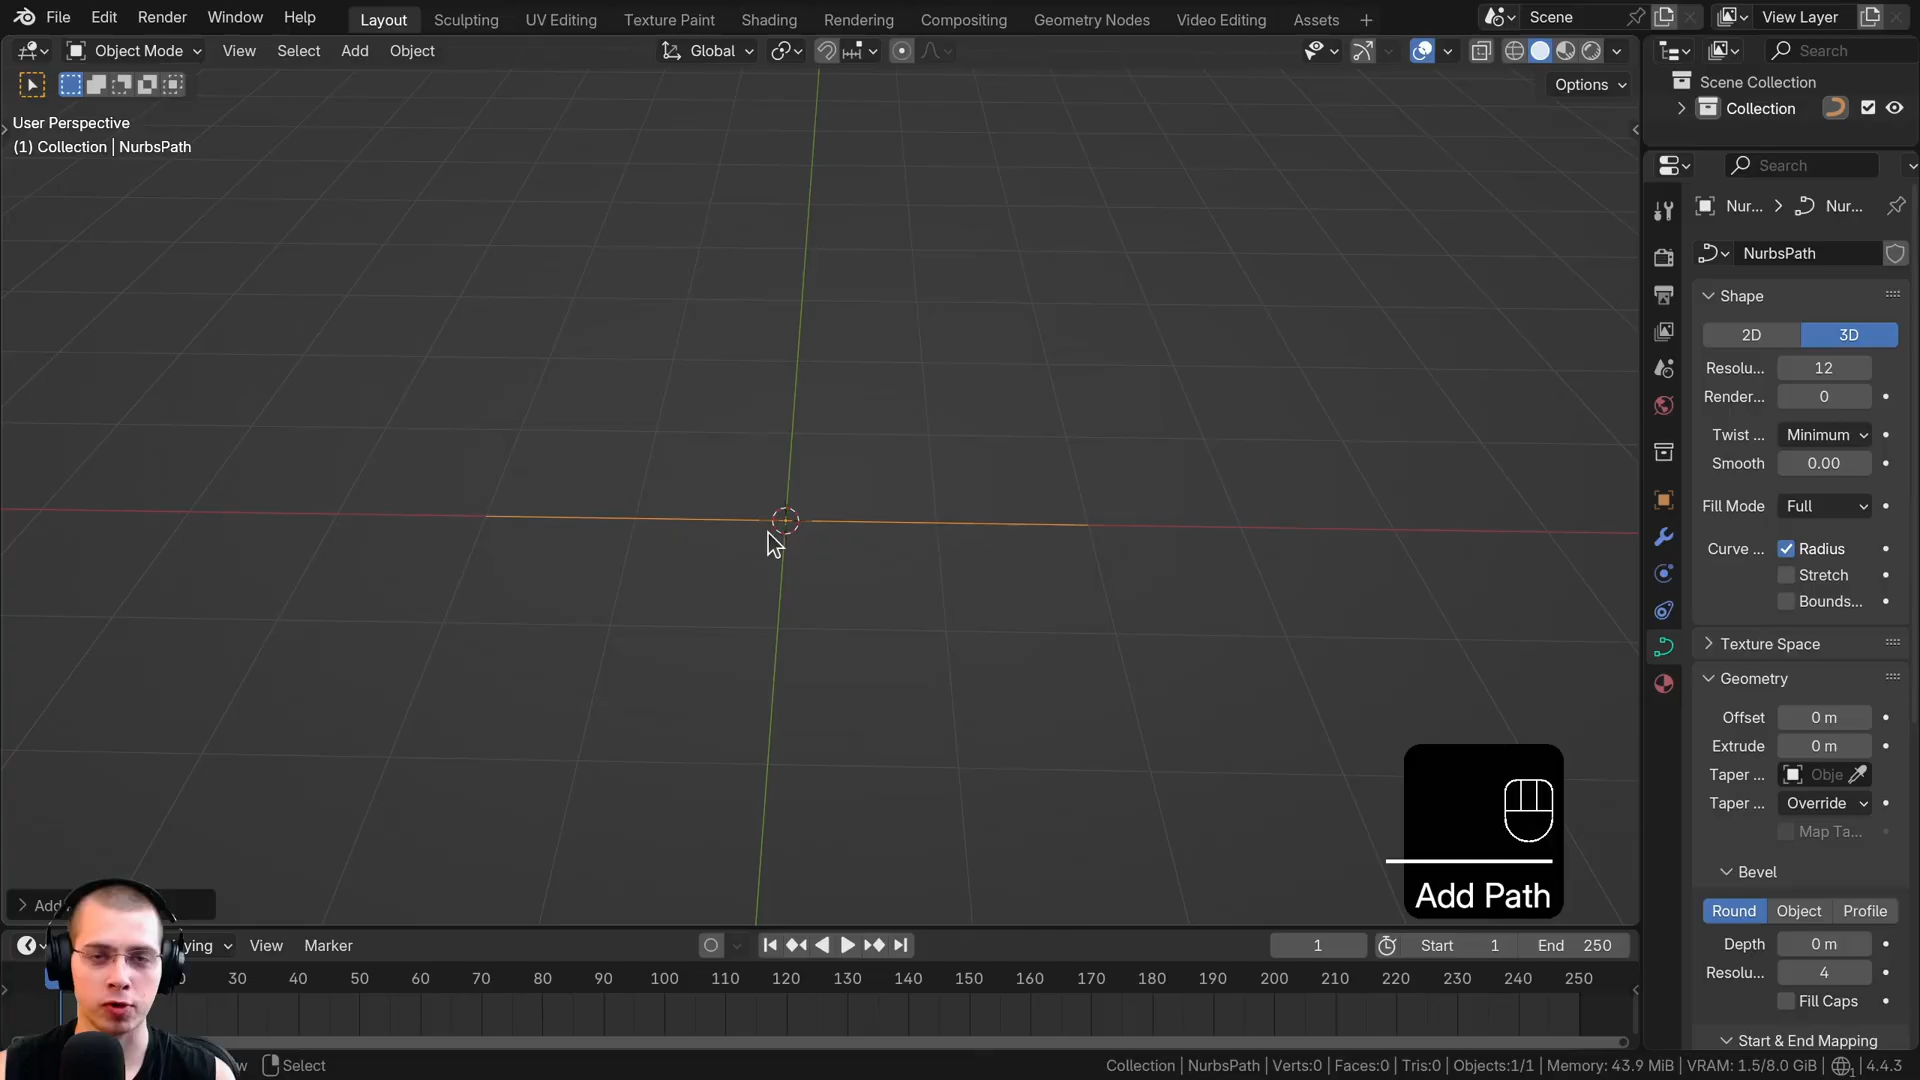 File Edit Render Window Help
Layout Sculpting UV Editing Texture Paint Shading Rendering Compositing Geometry Nodes Video Editing Assets
Scene
View Layer
Object Mode View Select Add Object
Global
Search
Options
Scene Collection
Collection
User Perspective
(1) Collection | NurbsPath
Search
Nur... Nur...
NurbsPath
Shape
2D 3D
Resolu... 12
Render... 0
Twist ... Minimum
Smooth 0.00
Fill Mode Full
Curve ... Radius
Stretch
Bounds...
Texture Space
Geometry
Offset 0 m
Extrude 0 m
Taper ... Obje
Taper ... Override
Map Ta...
Bevel
Round Object Profile
Depth 0 m
Resolu... 4
Fill Caps
Start & End Mapping
Add Path
Add
View Marker
1 Start 1 End 250
30 40 50 60 70 80 90 100 110 120 130 140 150 160 170 180 190 200 210 220 230 240 250
Select
Collection | NurbsPath | Verts:0 | Faces:0 | Tris:0 | Objects:1/1 | Memory: 43.9 MiB | VRAM: 1.5/8.0 GiB | 4.4.3